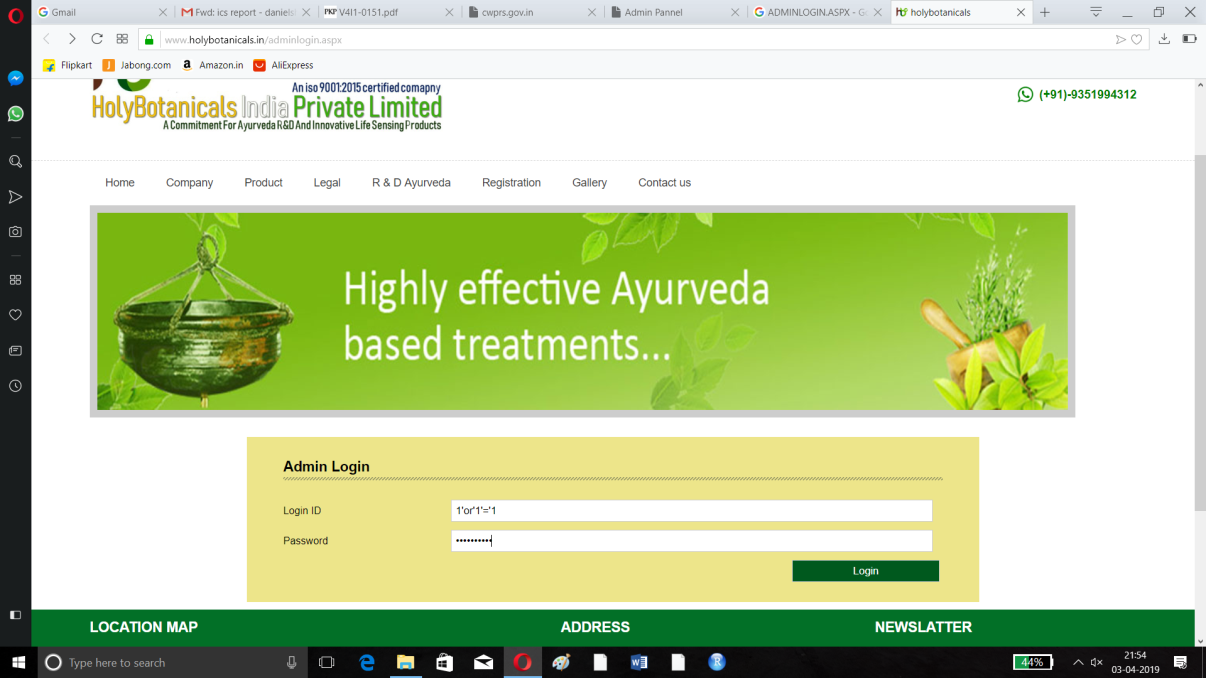 Gmail
Fwd: ics report - daniels
PKP V4I1-0151.pdf
cwprs.gov.in
Admin Pannel
ADMINLOGIN.ASPX - G
holybotanicals
www.holybotanicals.in/adminlogin.aspx
Flipkart
Jabong.com
Amazon.in
AliExpress
An iso 9001:2015 certified comapny
HolyBotanicals India Private Limited
A Commitment For Ayurveda R&D And Innovative Life Sensing Products
(+91)-9351994312
Home
Company
Product
Legal
R & D Ayurveda
Registration
Gallery
Contact us
Highly effective Ayurveda
based treatments...
Admin Login
Login ID
1'or'1'='1
Password
••••••••••
Login
LOCATION MAP
ADDRESS
NEWSLATTER
Type here to search
44%
21:54
03-04-2019